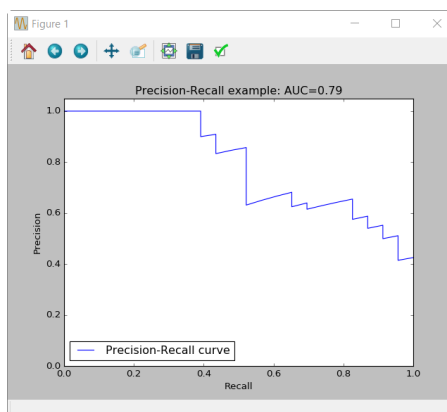 Figure 1
Precision-Recall example: AUC=0.79
1.0
0.8
0.6
0.4
0.2
0.0
Precision
Precision-Recall curve
0.0 0.2 0.4 0.6 0.8 1.0
Recall